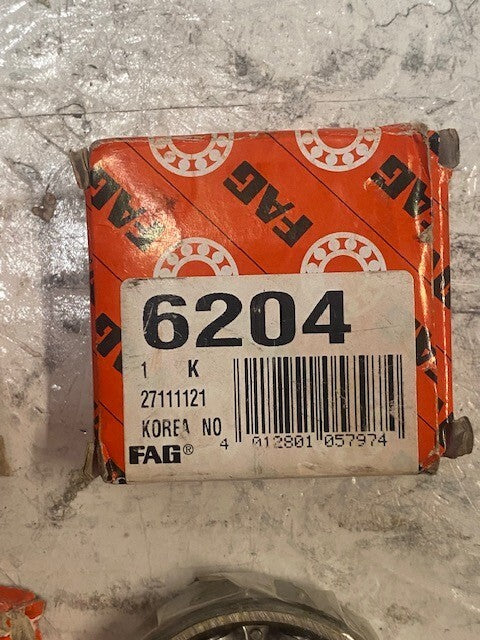 FAG
FAG
FAG
6204
1 K
27111121
KOREA NO
4 012801 057974
FAG®